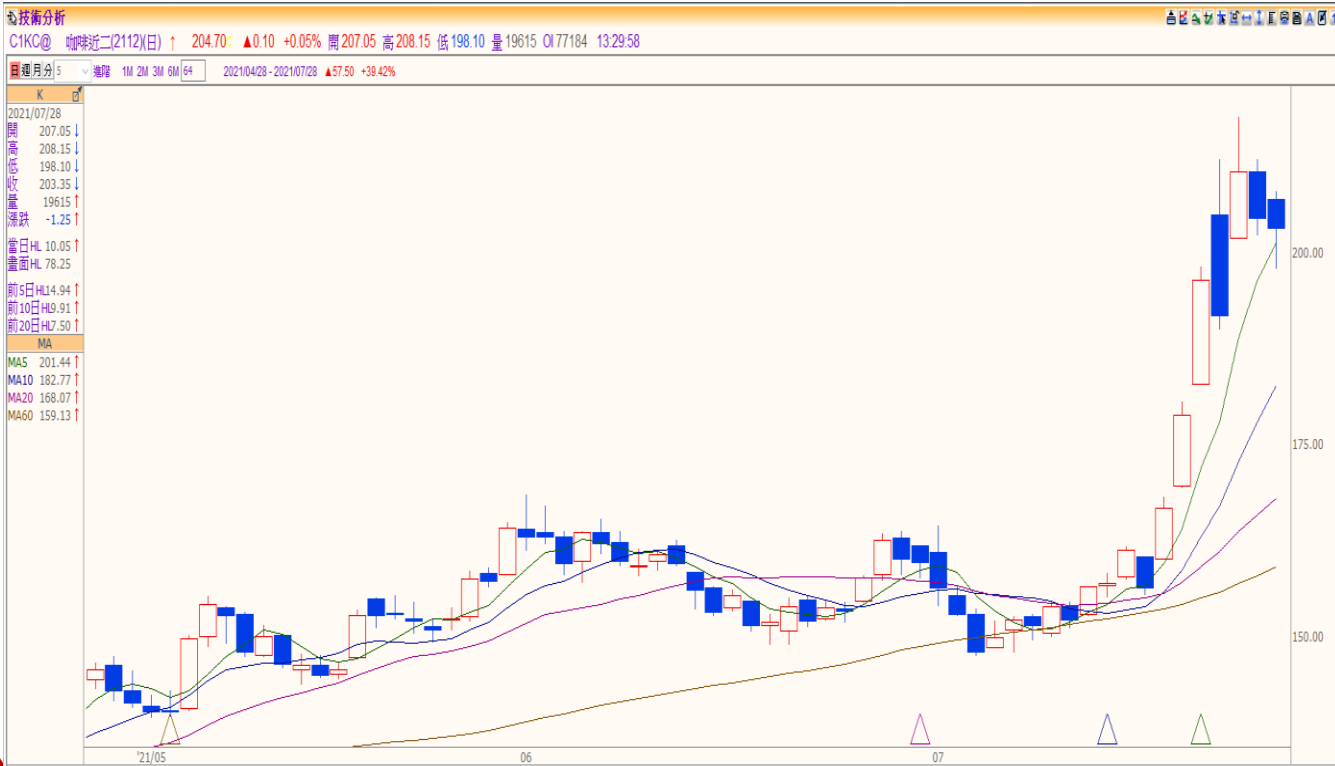 技術分析
C1KC@ 咖啡近二(2112)(日) ↑ 204.70c ▲0.10 +0.05% 開 207.05 高 208.15 低 198.10 量 19615 OI 77184 13:29:58
日 週 月 分 5 進階 1M 2M 3M 6M 64 2021/04/28 - 2021/07/28 ▲57.50 +39.42%
K
2021/07/28
開 207.05↓
高 208.15↓
低 198.10↓
收 203.35↓
量 19615↑
漲跌 -1.25↑
當日HL 10.05↑
畫面HL 78.25
前5日HL14.94↑
前10日HL9.91↑
前20日HL7.50↑
MA
MA5 201.44↑
MA10 182.77↑
MA20 168.07↑
MA60 159.13↑
200.00
175.00
150.00
'21/05 06 07